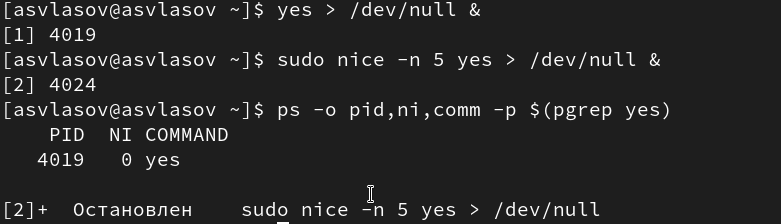 [asvlasov@asvlasov ~]$ yes > /dev/null &
[1] 4019
[asvlasov@asvlasov ~]$ sudo nice -n 5 yes > /dev/null &
[2] 4024
[asvlasov@asvlasov ~]$ ps -o pid,ni,comm -p $(pgrep yes)
    PID  NI COMMAND
   4019   0 yes

[2]+  Остановлен    sudo nice -n 5 yes > /dev/null